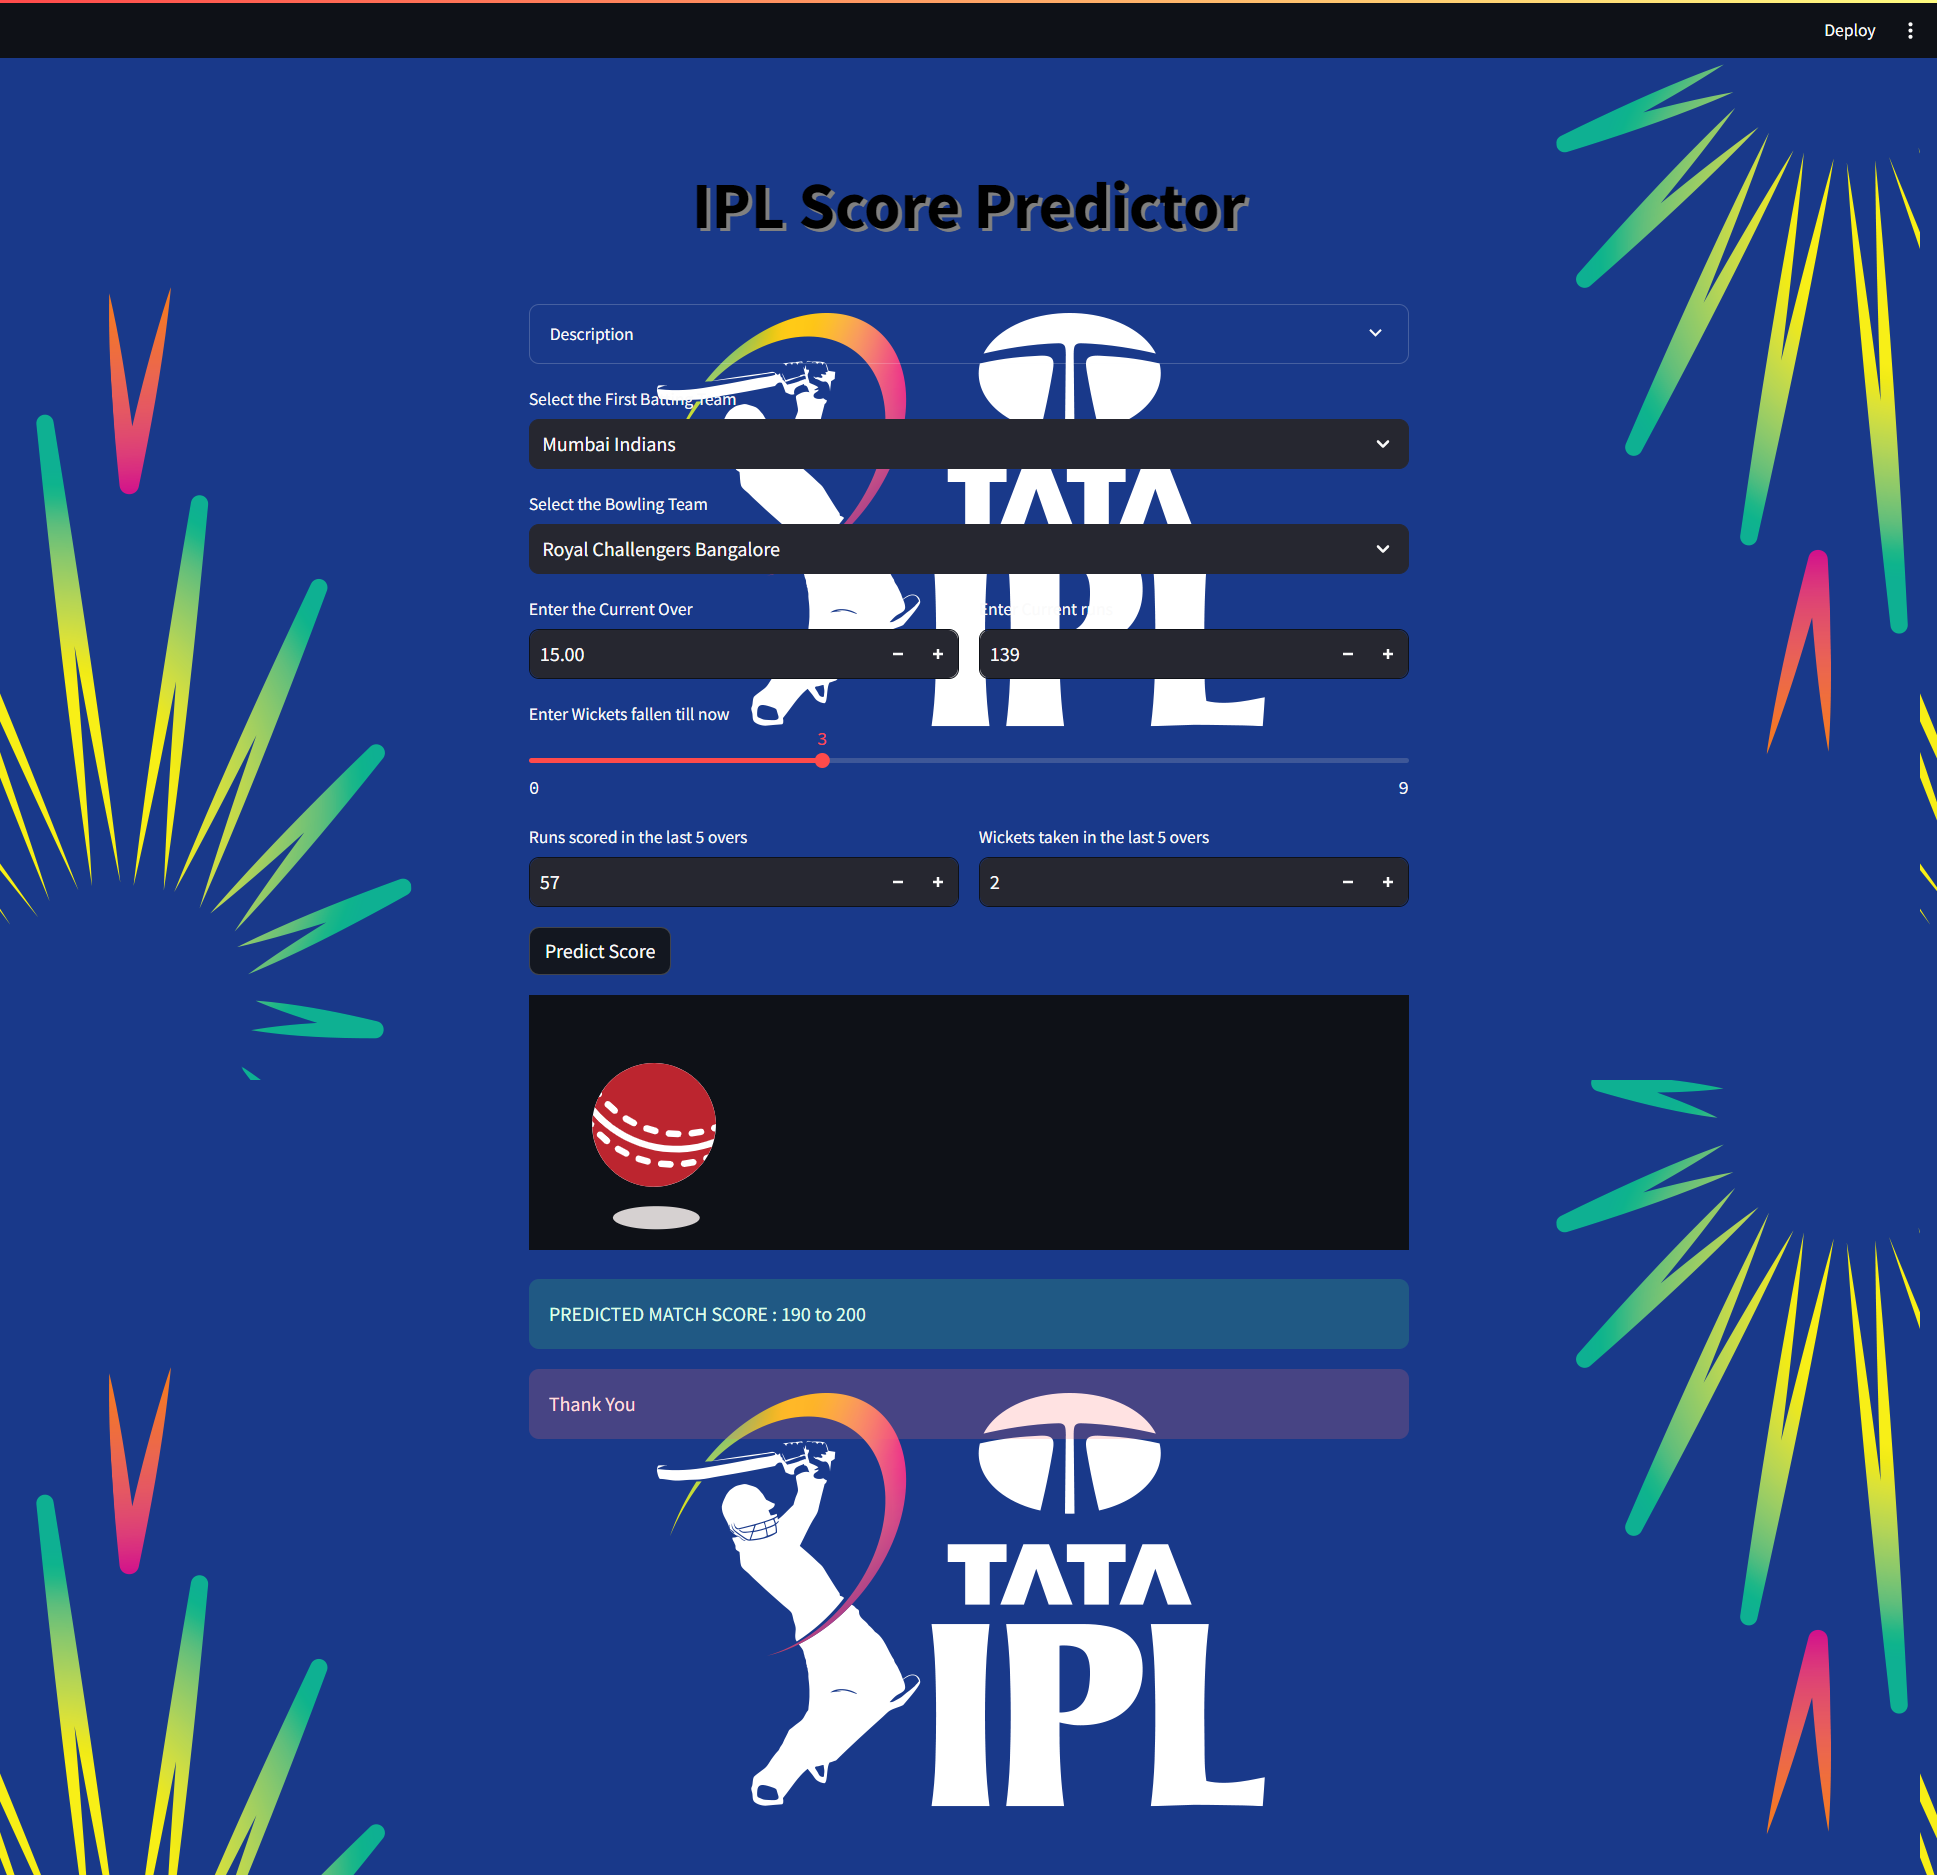 Deploy
IPL Score Predictor
Description
Select the First Batting Team
Mumbai Indians
Select the Bowling Team
Royal Challengers Bangalore
TATA
Enter the Current Over
Enter Current runs
15.00
139
IPL
Enter Wickets fallen till now
3
0
9
Runs scored in the last 5 overs
Wickets taken in the last 5 overs
57
2
Predict Score
PREDICTED MATCH SCORE : 190 to 200
Thank You
TATA
IPL